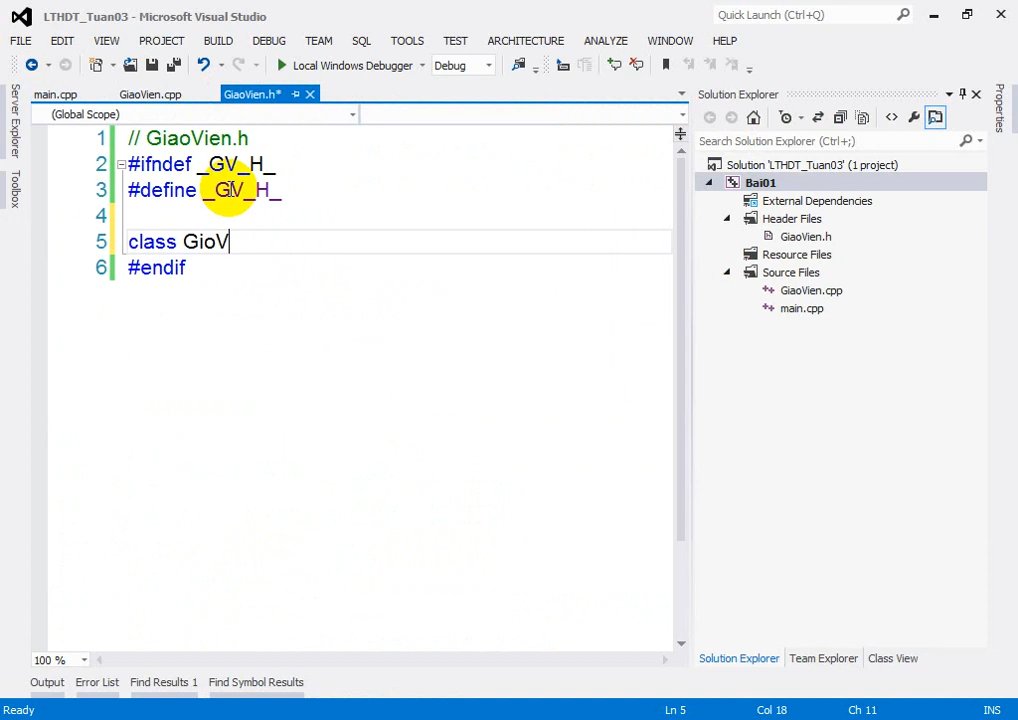 LTHDT_Tuan03 - Microsoft Visual Studio
Quick Launch (Ctrl+Q)
FILE EDIT VIEW PROJECT BUILD DEBUG TEAM SQL TOOLS TEST ARCHITECTURE ANALYZE WINDOW HELP
Local Windows Debugger Debug
main.cpp GiaoVien.cpp GiaoVien.h*
(Global Scope)
1 // GiaoVien.h
2 #ifndef _GV_H_
3 #define _GV_H_
4
5 class GioV
6 #endif
100 %
Server Explorer
Toolbox
Solution Explorer
Search Solution Explorer (Ctrl+;)
Solution 'LTHDT_Tuan03' (1 project)
Bai01
External Dependencies
Header Files
GiaoVien.h
Resource Files
Source Files
GiaoVien.cpp
main.cpp
Solution Explorer Team Explorer Class View
Properties
Output Error List Find Results 1 Find Symbol Results
Ready Ln 5 Col 18 Ch 11 INS